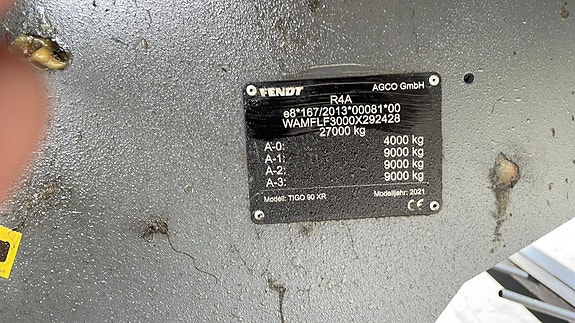 FENDT
AGCO GmbH
R4A
e8*167/2013*00081*00
WAMFLF3000X292428
27000 kg
A-0: 4000 kg
A-1: 9000 kg
A-2: 9000 kg
A-3: 9000 kg
Modell: TIGO 90 XR
Modelljahr: 2021
CE